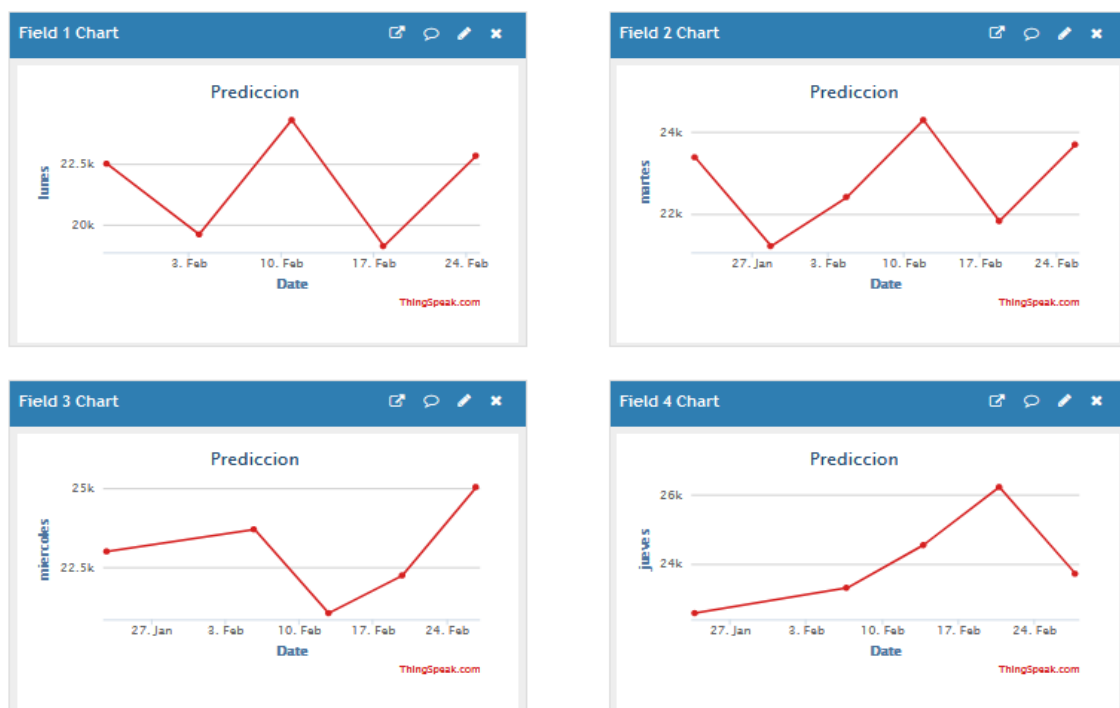 Field 1 Chart
Prediccion
lunes
22.5k
20k
3. Feb
10. Feb
17. Feb
24. Feb
Date
ThingSpeak.com
Field 2 Chart
Prediccion
martes
24k
22k
27. Jan
3. Feb
10. Feb
17. Feb
24. Feb
Date
ThingSpeak.com
Field 3 Chart
Prediccion
miercoles
25k
22.5k
27. Jan
3. Feb
10. Feb
17. Feb
24. Feb
Date
ThingSpeak.com
Field 4 Chart
Prediccion
jueves
26k
24k
27. Jan
3. Feb
10. Feb
17. Feb
24. Feb
Date
ThingSpeak.com